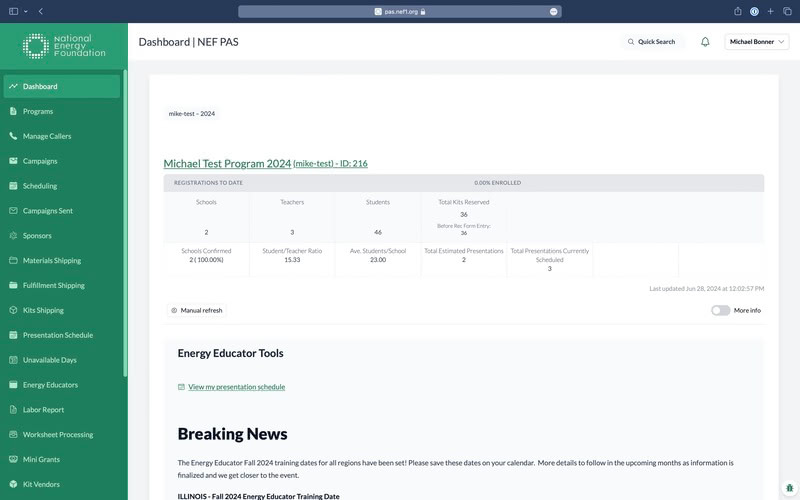 pas.nef1.org
National
Energy
Foundation
Dashboard | NEF PAS
Quick Search
Michael Bonner
Dashboard
Programs
Manage Callers
Campaigns
Scheduling
Campaigns Sent
Sponsors
Materials Shipping
Fulfillment Shipping
Kits Shipping
Presentation Schedule
Unavailable Days
Energy Educators
Labor Report
Worksheet Processing
Mini Grants
Kit Vendors
mike-test - 2024
Michael Test Program 2024 (mike-test) - ID: 216
REGISTRATIONS TO DATE 0.00% ENROLLED
Schools Teachers Students Total Kits Reserved
36
Before Rec Form Entry:
2 3 46 36
Schools Confirmed Student/Teacher Ratio Ave. Students/School Total Estimated Presentations Total Presentations Currently
Scheduled
2 ( 100.00%) 15.33 23.00 2
3
Last updated Jun 28, 2024 at 12:02:57 PM
Manual refresh More info
Energy Educator Tools
View my presentation schedule
Breaking News
The Energy Educator Fall 2024 training dates for all regions have been set! Please save these dates on your calendar. More details to follow in the upcoming months as information is
finalized and we get closer to the event.
ILLINOIS - Fall 2024 Energy Educator Training Date